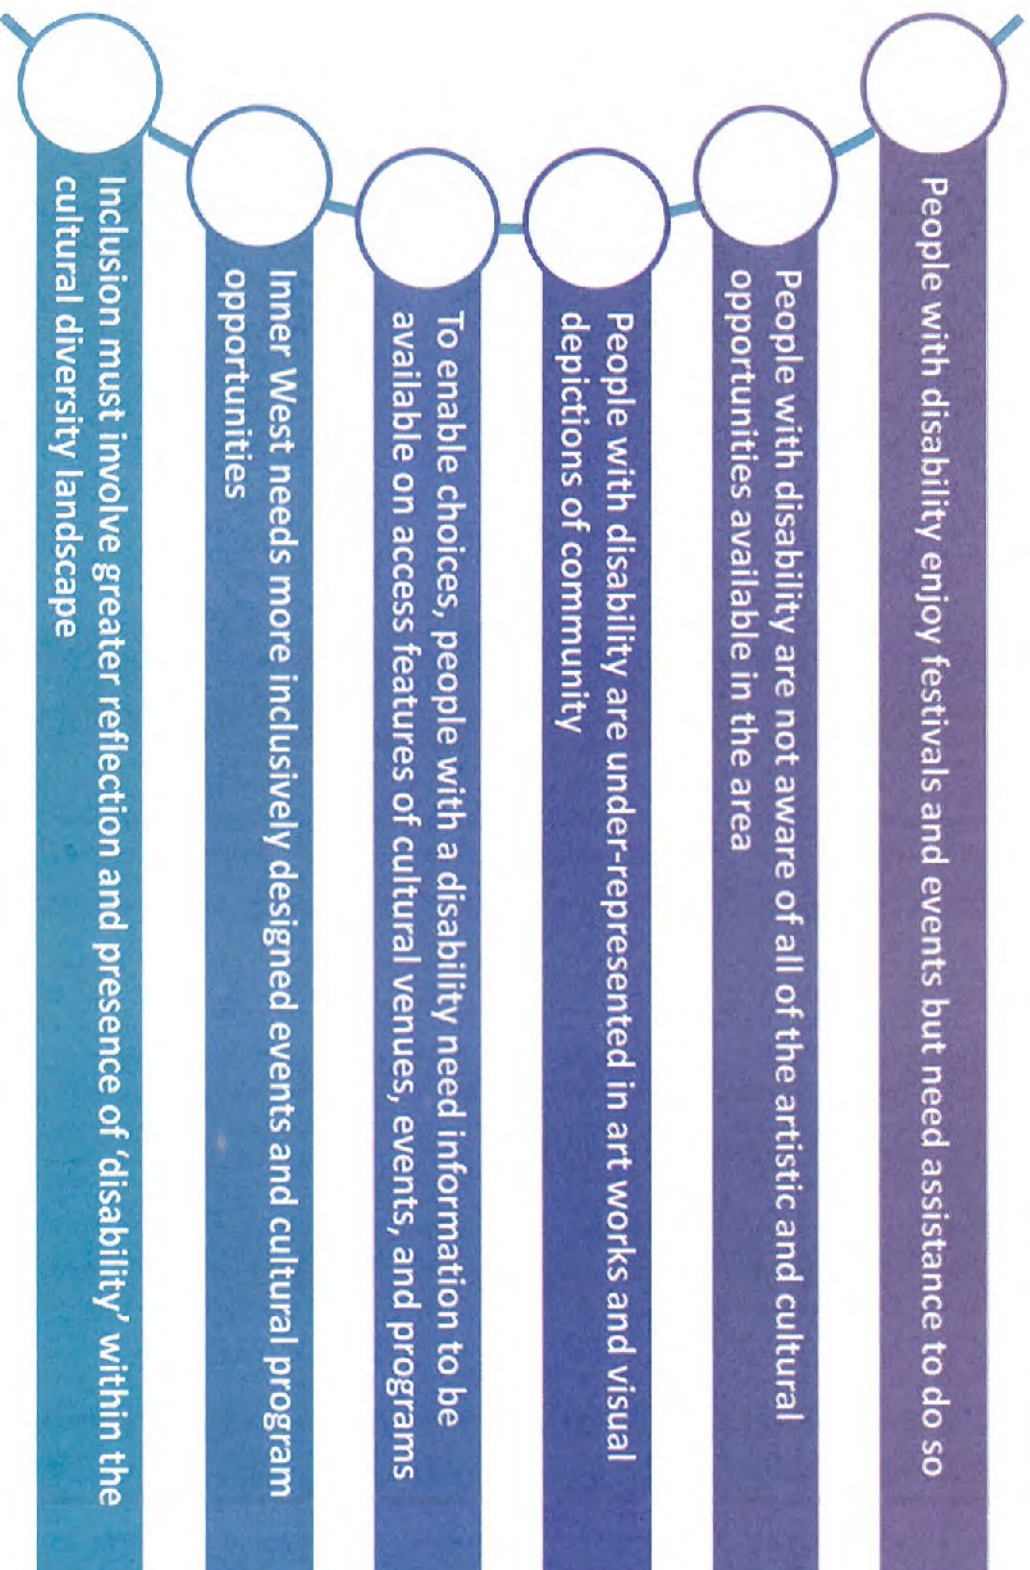 People with disability enjoy festivals and events but need assistance to do so
People with disability are not aware of all of the artistic and cultural
opportunities available in the area
People with disability are under-represented in art works and visual
depictions of community
To enable choices, people with a disability need information to be
available on access features of cultural venues, events, and programs
Inner West needs more inclusively designed events and cultural program
opportunities
Inclusion must involve greater reflection and presence of ‘disability’ within the
cultural diversity landscape